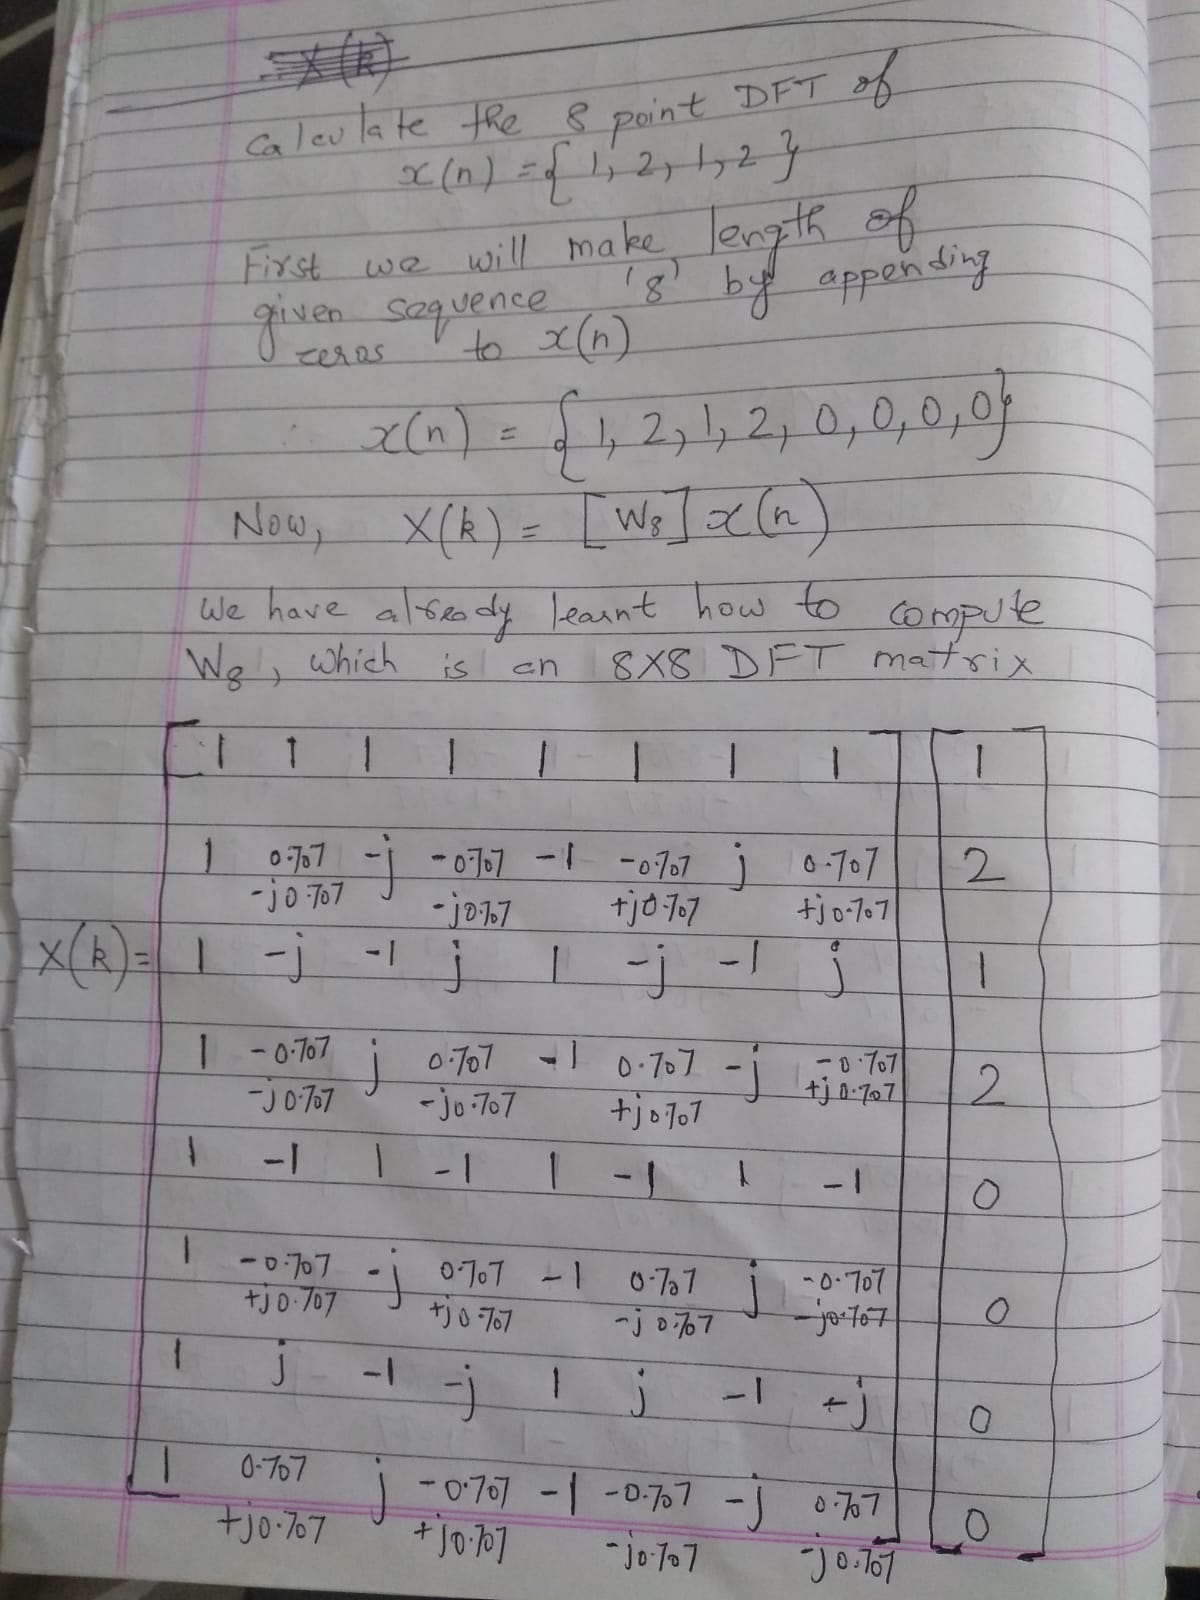 X(k)
Calculate the 8 point DFT of
x(n) = { 1, 2, 1, 2 }
First we will make length of
given sequence '8' by appending
zeros to x(n)
∴ x(n) = { 1, 2, 1, 2, 0, 0, 0, 0}
Now, X(k) = [W₈] x(n)
We have already learnt how to compute
W₈, which is an 8X8 DFT matrix
1 1 1 1 1 1 1 1 1
1 0.707 -j -0.707 -1 -0.707 j 0.707 2
-j0.707 -j0.707 +j0.707 +j0.707
X(k)= 1 -j -1 j 1 -j -1 j 1
1 -0.707 j 0.707 -1 0.707 -j -0.707 2
-j0.707 -j0.707 +j0.707 +j0.707
1 -1 1 -1 1 -1 1 -1 0
1 -0.707 -j 0.707 -1 0.707 j -0.707 0
+j0.707 +j0.707 -j0.707 -j0.707
1 j -1 -j 1 j -1 -j 0
1 0.707 j -0.707 -1 -0.707 -j 0.707 0
+j0.707 +j0.707 -j0.707 -j0.707